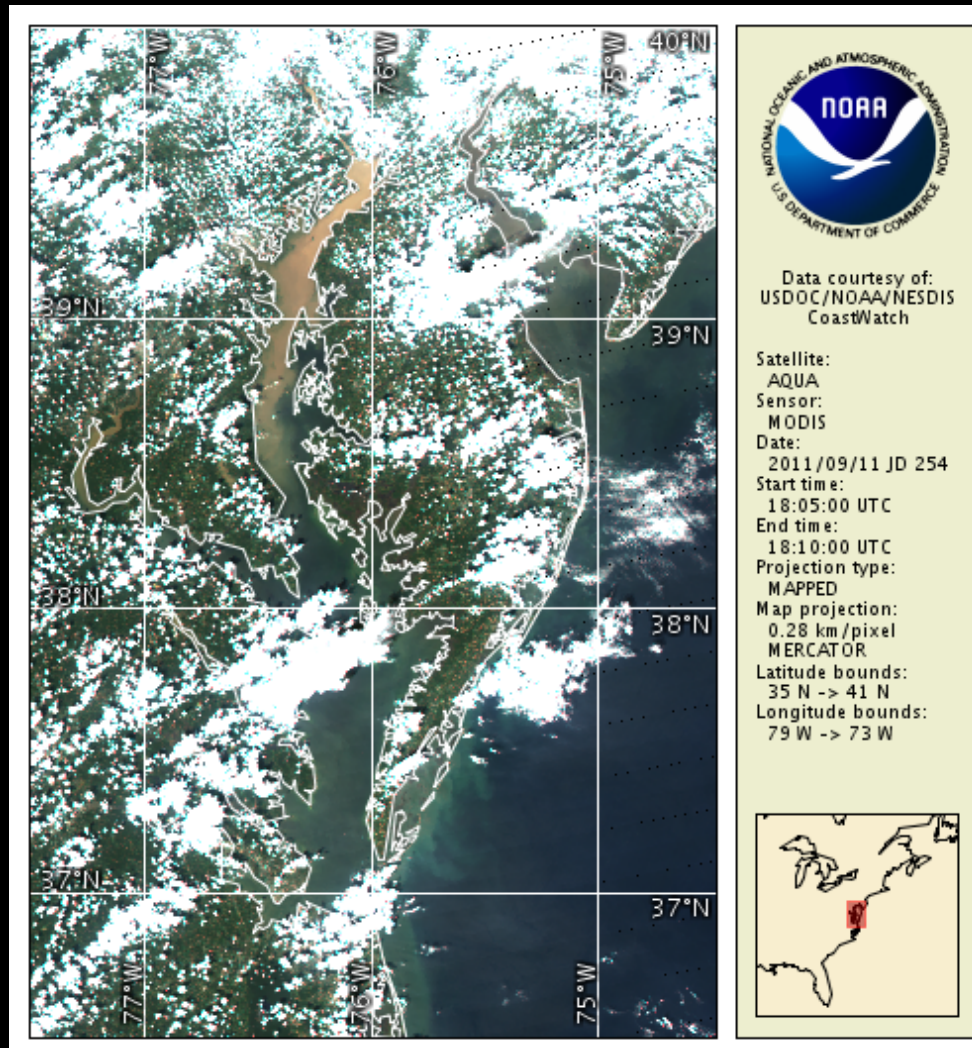 77°W
76°W
75°W
40°N
39°N
39°N
38°N
38°N
37°N
37°N
77°W
76°W
75°W
NATIONAL OCEANIC AND ATMOSPHERIC ADMINISTRATION
NOAA
U.S. DEPARTMENT OF COMMERCE
Data courtesy of:
USDOC/NOAA/NESDIS
CoastWatch
Satellite:
AQUA
Sensor:
MODIS
Date:
2011/09/11 JD 254
Start time:
18:05:00 UTC
End time:
18:10:00 UTC
Projection type:
MAPPED
Map projection:
0.28 km/pixel
MERCATOR
Latitude bounds:
35 N -> 41 N
Longitude bounds:
79 W -> 73 W